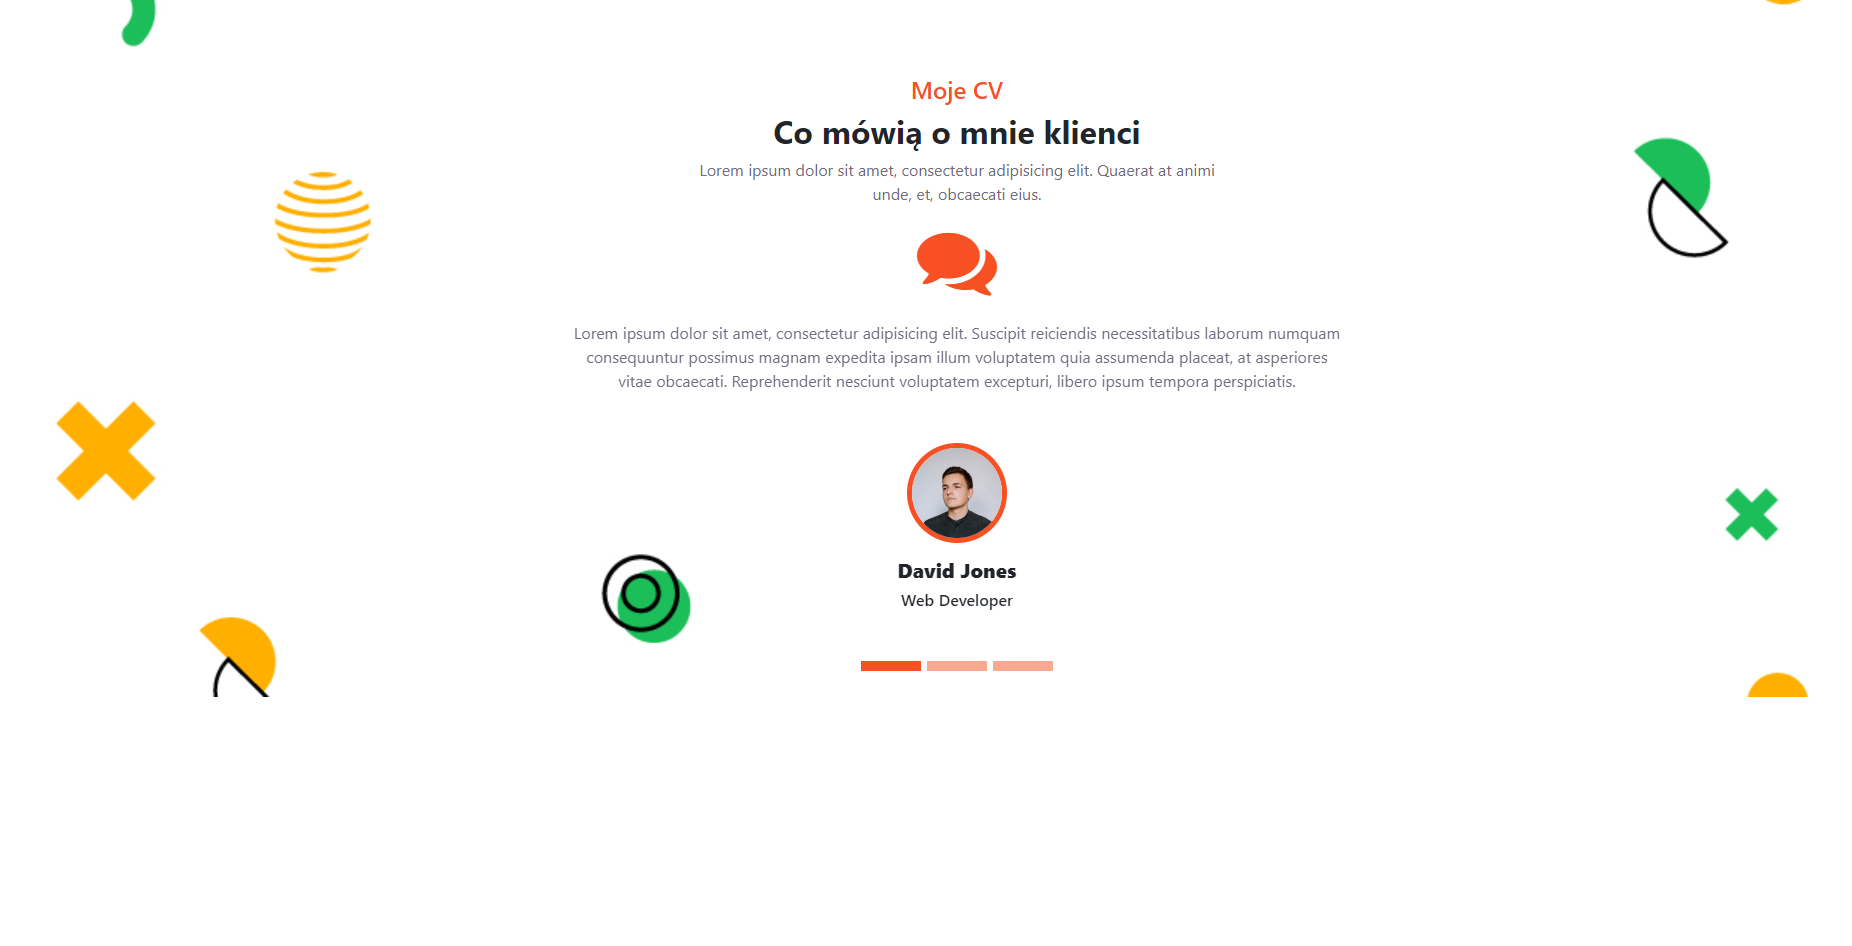 Moje CV
Co mówią o mnie klienci
Lorem ipsum dolor sit amet, consectetur adipisicing elit. Quaerat at animi
unde, et, obcaecati eius.
Lorem ipsum dolor sit amet, consectetur adipisicing elit. Suscipit reiciendis necessitatibus laborum numquam
consequuntur possimus magnam expedita ipsam illum voluptatem quia assumenda placeat, at asperiores
vitae obcaecati. Reprehenderit nesciunt voluptatem excepturi, libero ipsum tempora perspiciatis.
David Jones
Web Developer